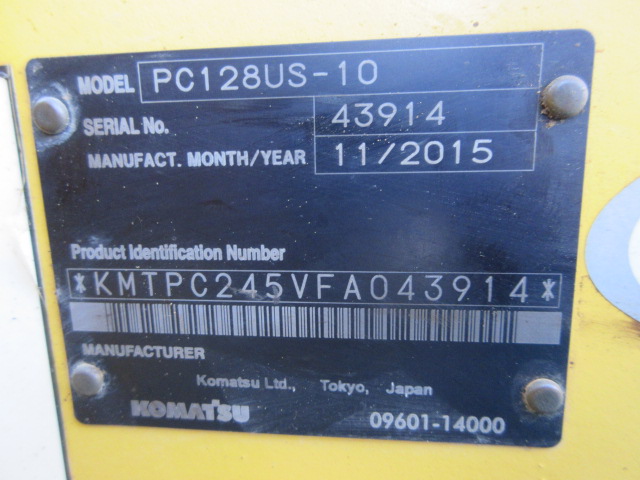 MODEL PC128US-10
SERIAL No. 43914
MANUFACT. MONTH/YEAR 11/2015
Product Identification Number
*KMTPC245VFA043914*
MANUFACTURER
Komatsu Ltd., Tokyo, Japan
KOMATSU 09601-14000